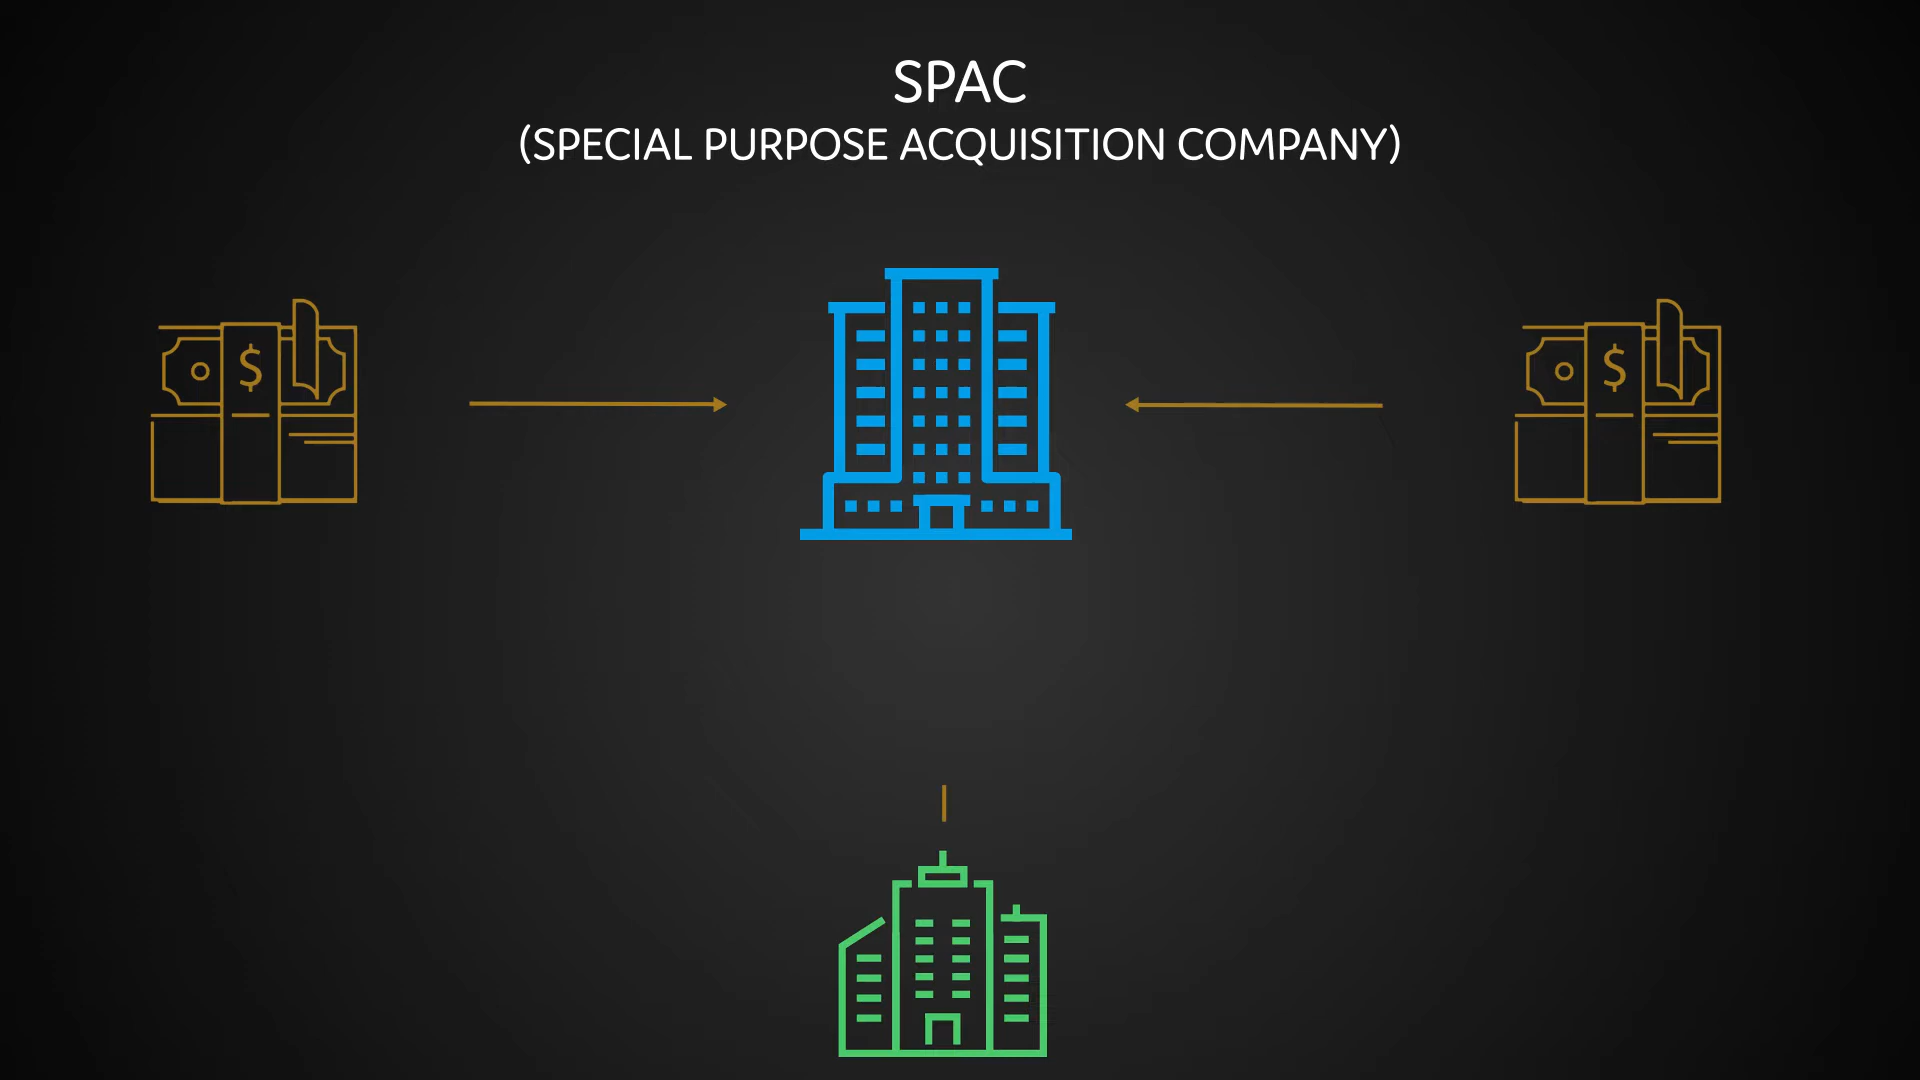 SPAC
(SPECIAL PURPOSE ACQUISITION COMPANY)
$ $